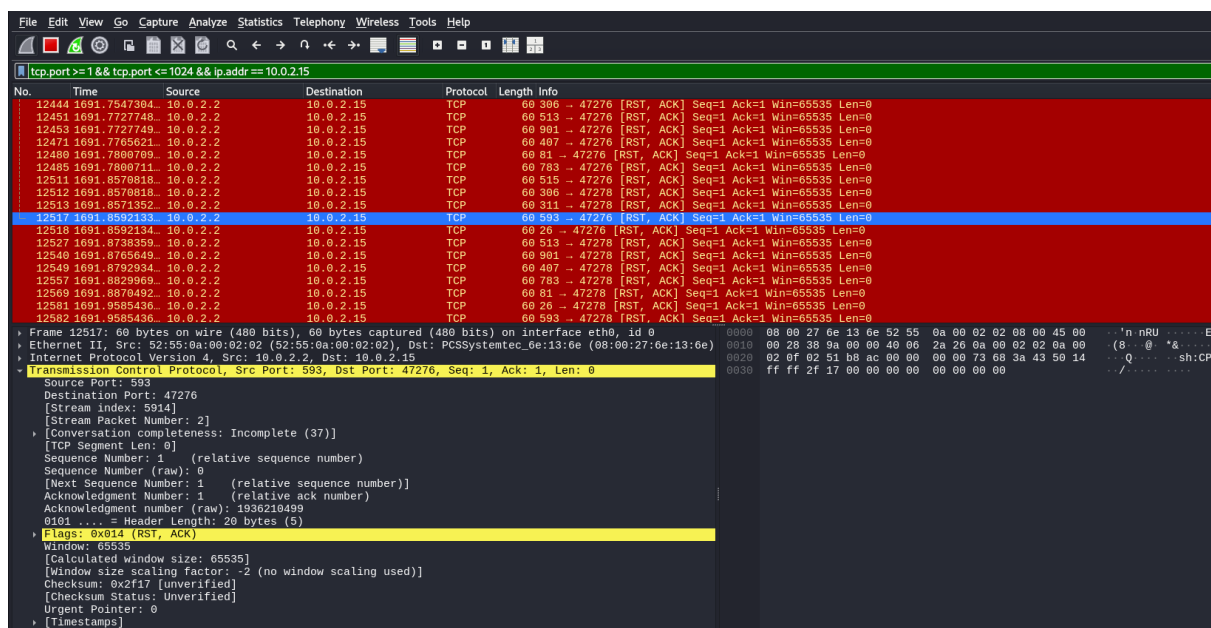 File Edit View Go Capture Analyze Statistics Telephony Wireless Tools Help
tcp.port >= 1 && tcp.port <= 1024 && ip.addr == 10.0.2.15
No. Time Source Destination Protocol Length Info
12444 1691.7547304… 10.0.2.2 10.0.2.15 TCP 60 306 → 47276 [RST, ACK] Seq=1 Ack=1 Win=65535 Len=0
12451 1691.7727748… 10.0.2.2 10.0.2.15 TCP 60 513 → 47276 [RST, ACK] Seq=1 Ack=1 Win=65535 Len=0
12453 1691.7727749… 10.0.2.2 10.0.2.15 TCP 60 901 → 47276 [RST, ACK] Seq=1 Ack=1 Win=65535 Len=0
12471 1691.7765621… 10.0.2.2 10.0.2.15 TCP 60 407 → 47276 [RST, ACK] Seq=1 Ack=1 Win=65535 Len=0
12480 1691.7800709… 10.0.2.2 10.0.2.15 TCP 60 81 → 47276 [RST, ACK] Seq=1 Ack=1 Win=65535 Len=0
12485 1691.7800711… 10.0.2.2 10.0.2.15 TCP 60 783 → 47276 [RST, ACK] Seq=1 Ack=1 Win=65535 Len=0
12511 1691.8570818… 10.0.2.2 10.0.2.15 TCP 60 515 → 47276 [RST, ACK] Seq=1 Ack=1 Win=65535 Len=0
12512 1691.8570818… 10.0.2.2 10.0.2.15 TCP 60 306 → 47278 [RST, ACK] Seq=1 Ack=1 Win=65535 Len=0
12513 1691.8571352… 10.0.2.2 10.0.2.15 TCP 60 311 → 47278 [RST, ACK] Seq=1 Ack=1 Win=65535 Len=0
12517 1691.8592133… 10.0.2.2 10.0.2.15 TCP 60 593 → 47276 [RST, ACK] Seq=1 Ack=1 Win=65535 Len=0
12518 1691.8592134… 10.0.2.2 10.0.2.15 TCP 60 26 → 47276 [RST, ACK] Seq=1 Ack=1 Win=65535 Len=0
12527 1691.8738359… 10.0.2.2 10.0.2.15 TCP 60 513 → 47278 [RST, ACK] Seq=1 Ack=1 Win=65535 Len=0
12540 1691.8765649… 10.0.2.2 10.0.2.15 TCP 60 901 → 47278 [RST, ACK] Seq=1 Ack=1 Win=65535 Len=0
12549 1691.8792934… 10.0.2.2 10.0.2.15 TCP 60 407 → 47278 [RST, ACK] Seq=1 Ack=1 Win=65535 Len=0
12557 1691.8829969… 10.0.2.2 10.0.2.15 TCP 60 783 → 47278 [RST, ACK] Seq=1 Ack=1 Win=65535 Len=0
12569 1691.8870492… 10.0.2.2 10.0.2.15 TCP 60 81 → 47278 [RST, ACK] Seq=1 Ack=1 Win=65535 Len=0
12581 1691.9585436… 10.0.2.2 10.0.2.15 TCP 60 26 → 47278 [RST, ACK] Seq=1 Ack=1 Win=65535 Len=0
12582 1691.9585436… 10.0.2.2 10.0.2.15 TCP 60 593 → 47278 [RST, ACK] Seq=1 Ack=1 Win=65535 Len=0
Frame 12517: 60 bytes on wire (480 bits), 60 bytes captured (480 bits) on interface eth0, id 0
Ethernet II, Src: 52:55:0a:00:02:02 (52:55:0a:00:02:02), Dst: PCSSystemtec_6e:13:6e (08:00:27:6e:13:6e)
Internet Protocol Version 4, Src: 10.0.2.2, Dst: 10.0.2.15
Transmission Control Protocol, Src Port: 593, Dst Port: 47276, Seq: 1, Ack: 1, Len: 0
Source Port: 593
Destination Port: 47276
[Stream index: 5914]
[Stream Packet Number: 2]
[Conversation completeness: Incomplete (37)]
[TCP Segment Len: 0]
Sequence Number: 1 (relative sequence number)
Sequence Number (raw): 0
[Next Sequence Number: 1 (relative sequence number)]
Acknowledgment Number: 1 (relative ack number)
Acknowledgment number (raw): 1936210499
0101 .... = Header Length: 20 bytes (5)
Flags: 0x014 (RST, ACK)
Window: 65535
[Calculated window size: 65535]
[Window size scaling factor: -2 (no window scaling used)]
Checksum: 0x2f17 [unverified]
[Checksum Status: Unverified]
Urgent Pointer: 0
[Timestamps]
0000 08 00 27 6e 13 6e 52 55 0a 00 02 02 08 00 45 00 ··'n·nRU ······E
0010 00 28 38 9a 00 00 40 06 2a 26 0a 00 02 02 0a 00 ·(8···@· *&······
0020 02 0f 02 51 b8 ac 00 00 00 00 73 68 3a 43 50 14 ···Q···· ··sh:CP
0030 ff ff 2f 17 00 00 00 00 00 00 00 00 ··/····· ····